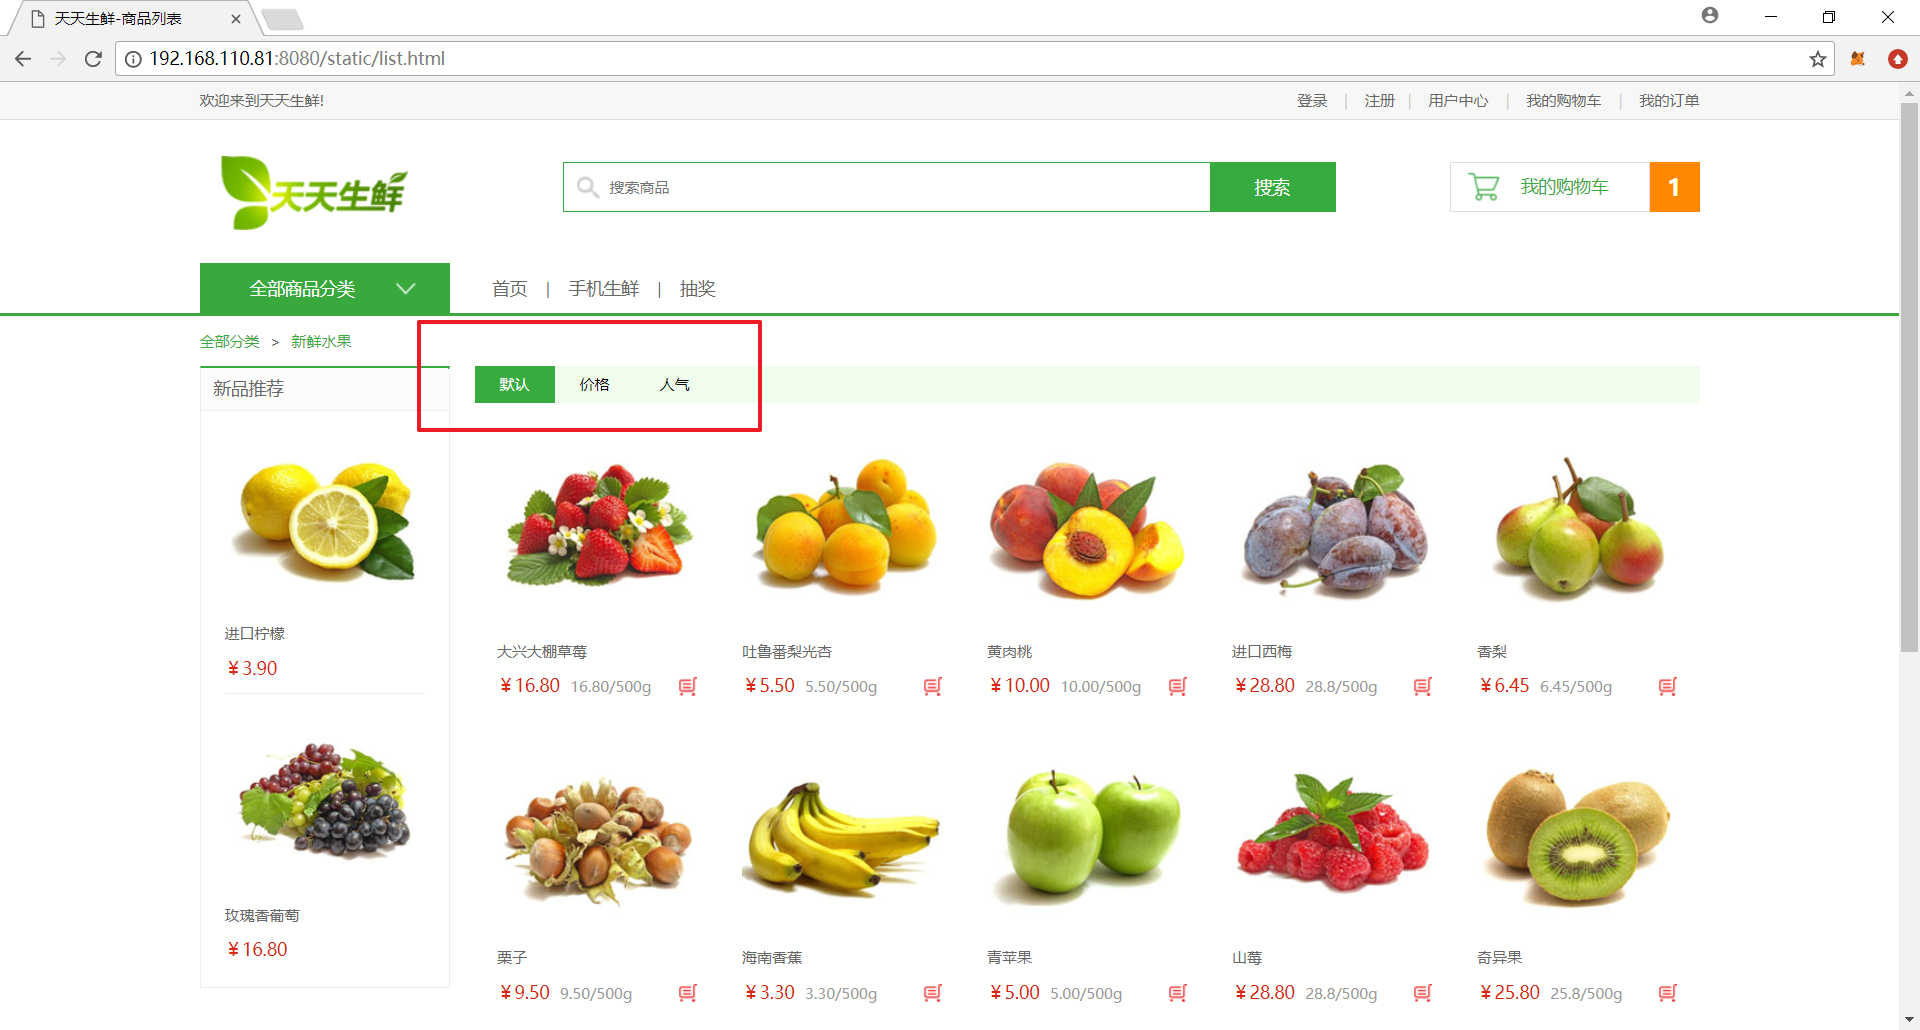 天天生鲜-商品列表
192.168.110.81:8080/static/list.html
欢迎来到天天生鲜!
登录 | 注册 | 用户中心 | 我的购物车 | 我的订单
天天生鲜
搜索商品
搜索
我的购物车
1
全部商品分类
首页 | 手机生鲜 | 抽奖
全部分类 > 新鲜水果
新品推荐
进口柠檬
¥3.90
玫瑰香葡萄
¥16.80
默认 价格 人气
大兴大棚草莓 吐鲁番梨光杏 黄肉桃 进口西梅 香梨
¥16.80 16.80/500g ¥5.50 5.50/500g ¥10.00 10.00/500g ¥28.80 28.8/500g ¥6.45 6.45/500g
栗子 海南香蕉 青苹果 山莓 奇异果
¥9.50 9.50/500g ¥3.30 3.30/500g ¥5.00 5.00/500g ¥28.80 28.8/500g ¥25.80 25.8/500g